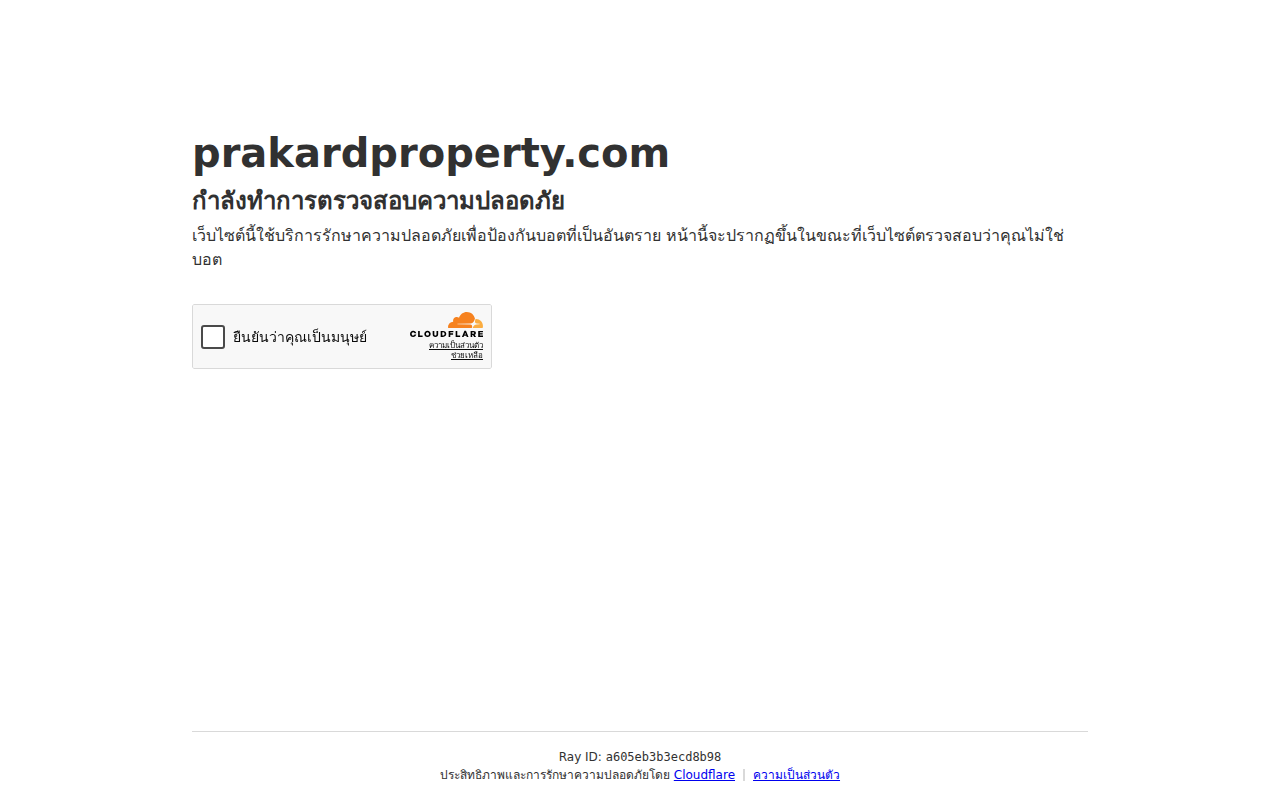 prakardproperty.com
กำลังทำการตรวจสอบความปลอดภัย
เว็บไซต์นี้ใช้บริการรักษาความปลอดภัยเพื่อป้องกันบอตที่เป็นอันตราย หน้านี้จะปรากฏขึ้นในขณะที่เว็บไซต์ตรวจสอบว่าคุณไม่ใช่
บอต
ยืนยันว่าคุณเป็นมนุษย์
CLOUDFLARE
ความเป็นส่วนตัว
ช่วยเหลือ
Ray ID: a605eb3b3ecd8b98
ประสิทธิภาพและการรักษาความปลอดภัยโดย Cloudflare | ความเป็นส่วนตัว